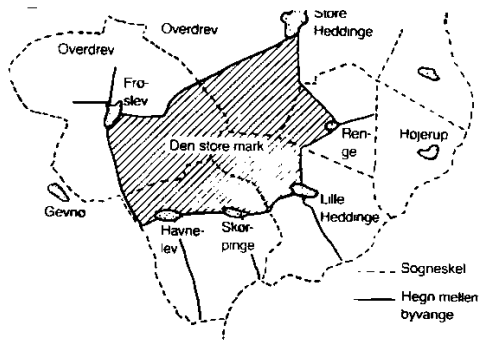 Store
Heddinge
Overdrev
Overdrev
Frø-
slev
Den store mark
Ren-
ge
Højerup
Gevnø
Lille
Heddinge
Havne-
lev
Skør-
pinge
Sogneskel
Hegn mellem
byvange